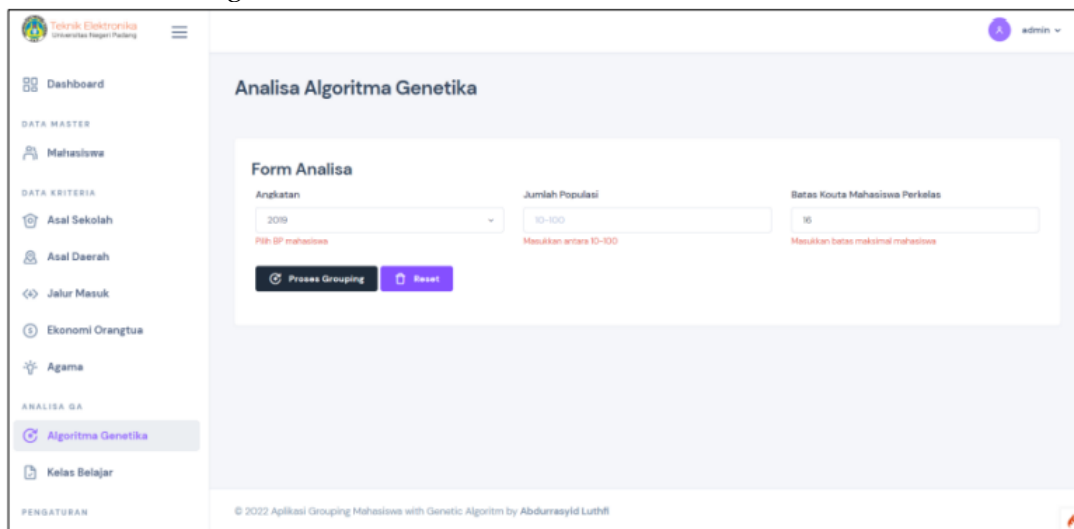 Teknik Elektronika
Universitas Negeri Padang
A
admin
Dashboard
DATA MASTER
Mahasiswa
DATA KRITERIA
Asal Sekolah
Asal Daerah
Jalur Masuk
Ekonomi Orangtua
Agama
ANALISA GA
Algoritma Genetika
Kelas Belajar
PENGATURAN
Analisa Algoritma Genetika
Form Analisa
Angkatan
2019
Pilih BP mahasiswa
Jumlah Populasi
10-100
Masukkan antara 10-100
Batas Kouta Mahasiswa Perkelas
16
Masukkan batas maksimal mahasiswa
Proses Grouping
Reset
© 2022 Aplikasi Grouping Mahasiswa with Genetic Algoritm by Abdurrasyid Luthfi